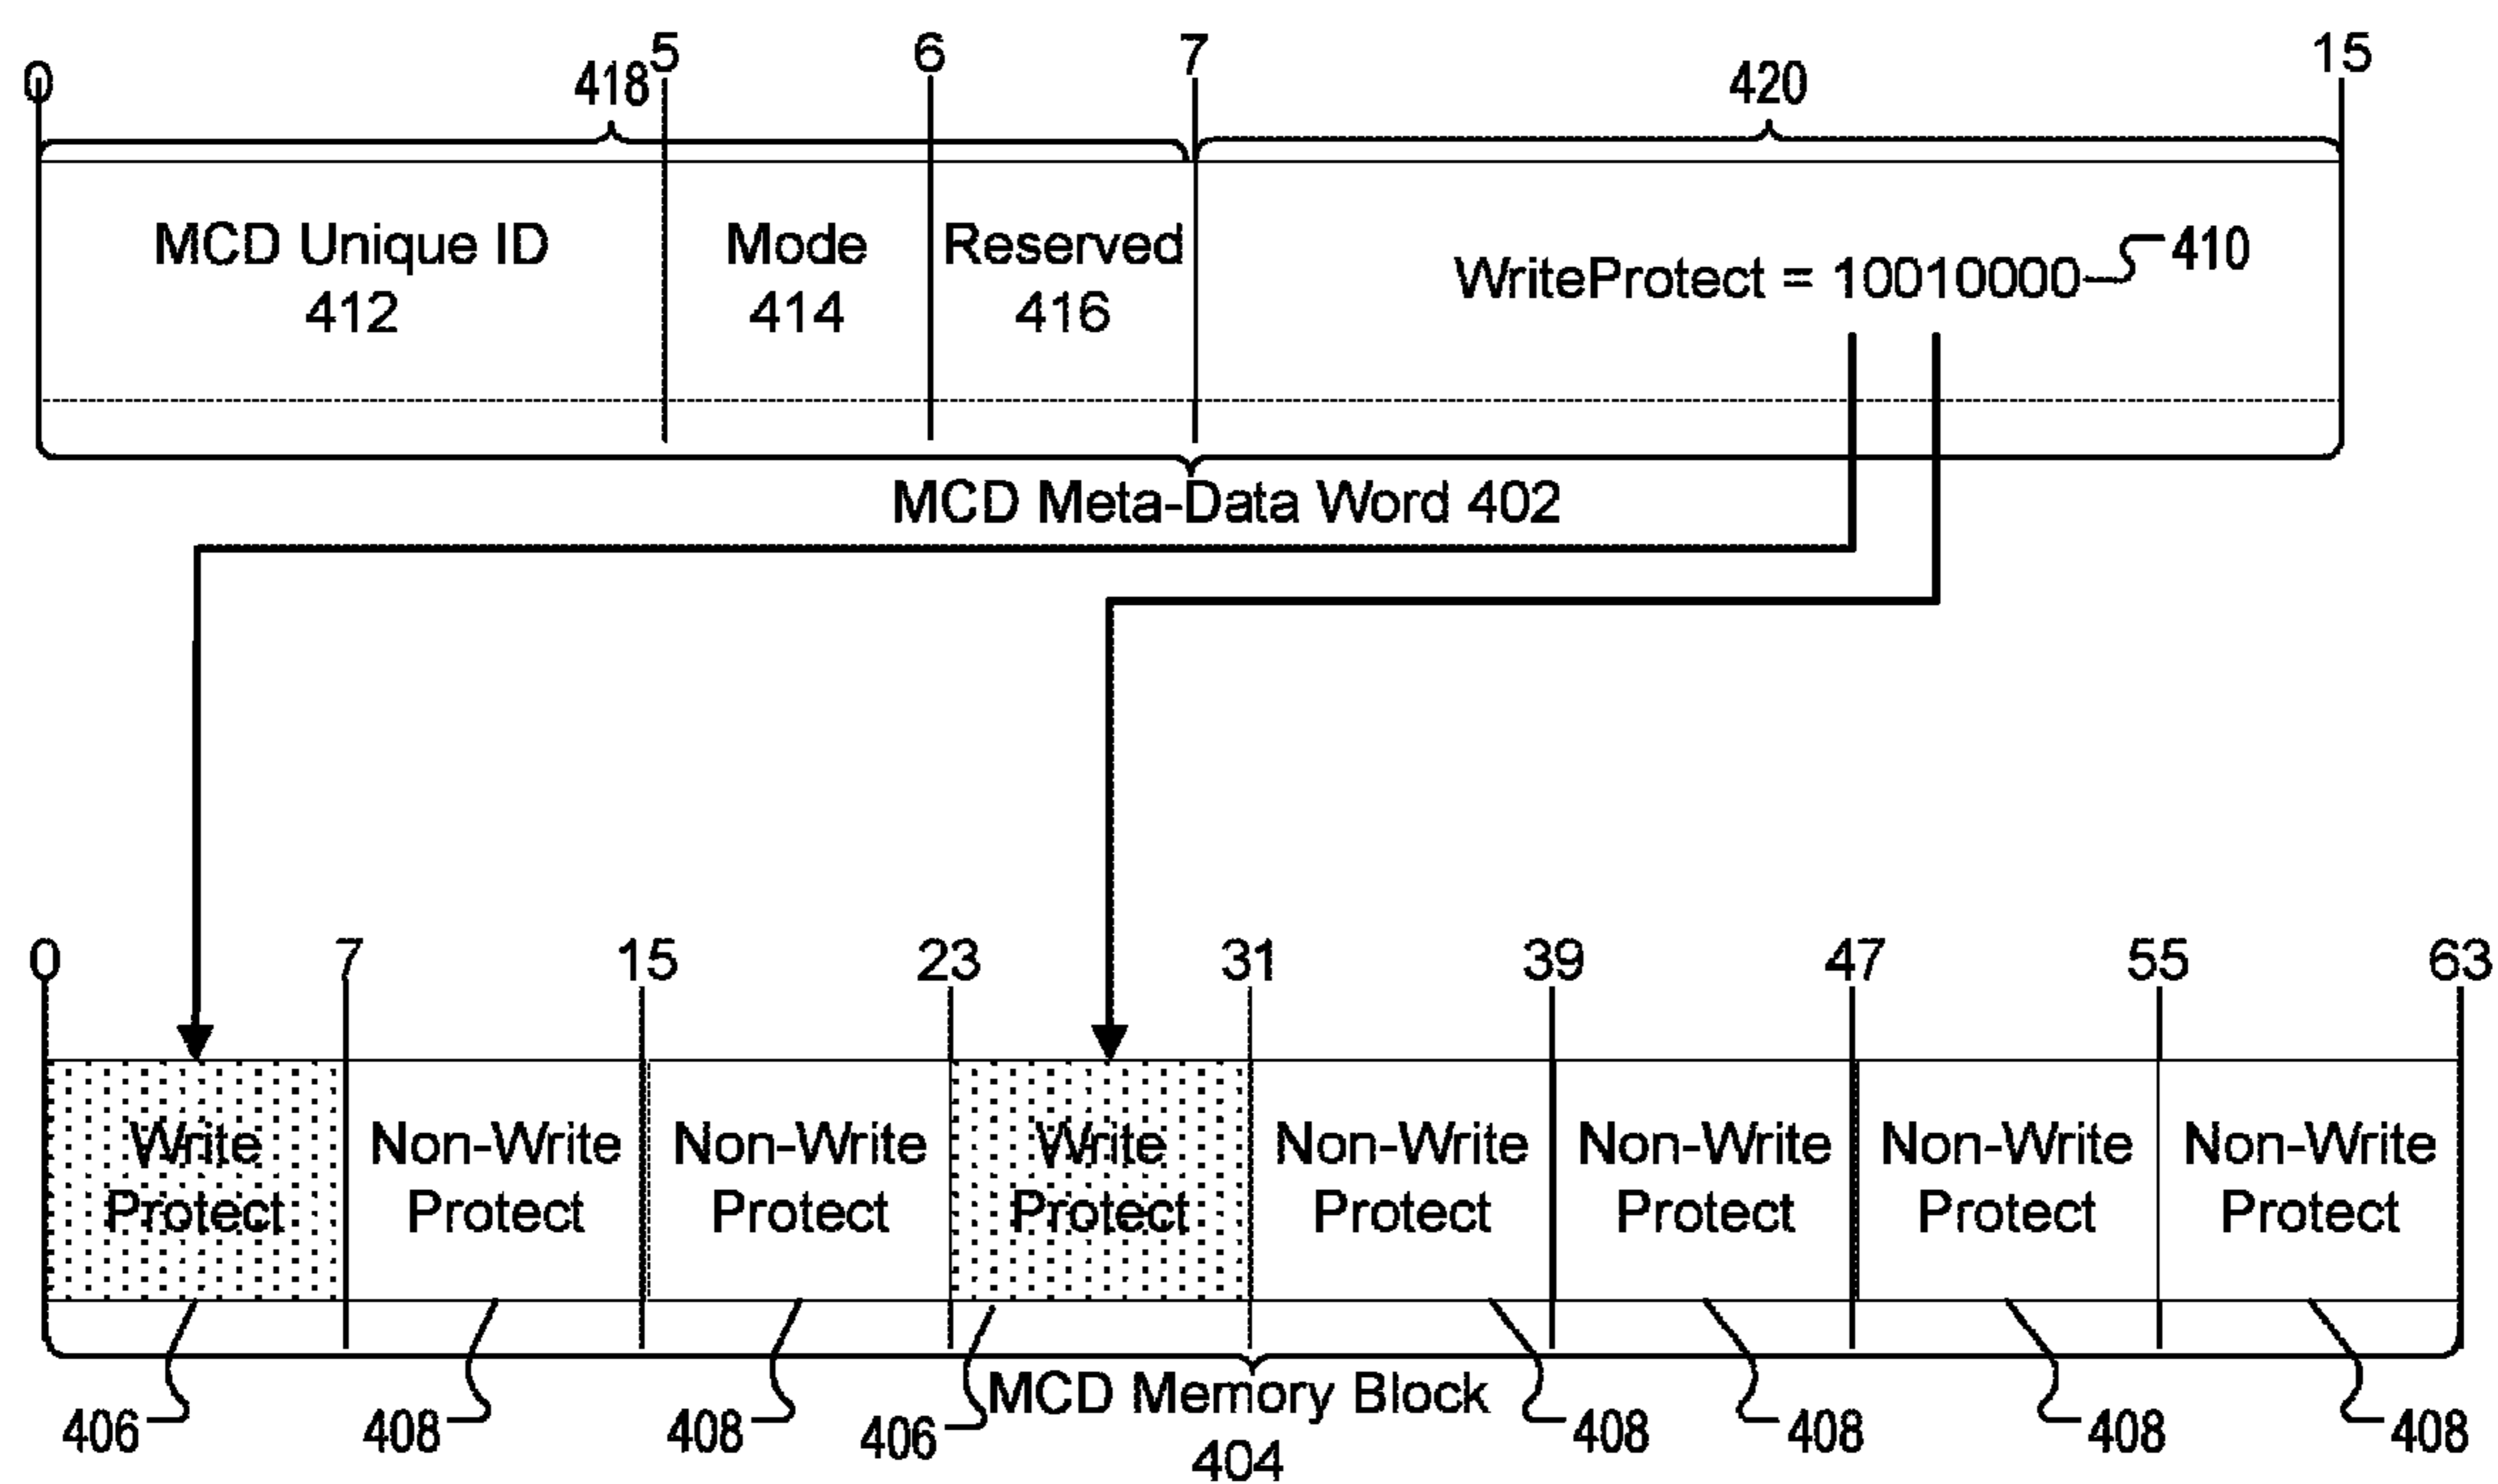 0 5 6 7 15
418 420
MCD Unique ID
412
Mode
414
Reserved
416
WriteProtect = 10010000
410
MCD Meta-Data Word 402
0 7 15 23 31 39 47 55 63
Write
Protect
Non-Write
Protect
Non-Write
Protect
Write
Protect
Non-Write
Protect
Non-Write
Protect
Non-Write
Protect
Non-Write
Protect
406 408 408 406 408 408 408 408
MCD Memory Block
404